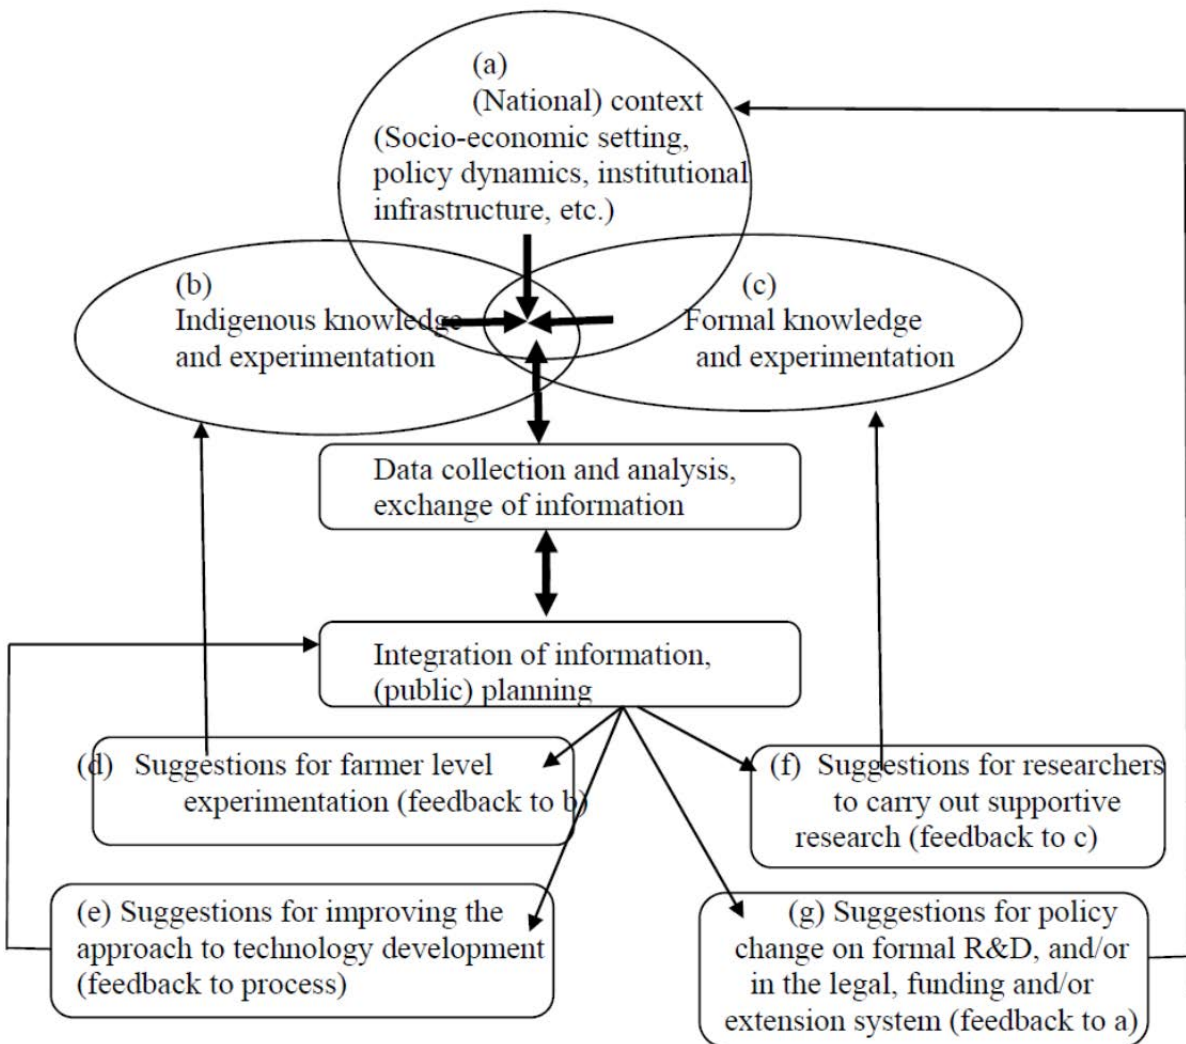 (a)
(National) context
(Socio-economic setting,
policy dynamics, institutional
infrastructure, etc.)
(b)
Indigenous knowledge
and experimentation
(c)
Formal knowledge
and experimentation
Data collection and analysis,
exchange of information
Integration of information,
(public) planning
(d) Suggestions for farmer level
experimentation (feedback to b)
(f) Suggestions for researchers
to carry out supportive
research (feedback to c)
(e) Suggestions for improving the
approach to technology development
(feedback to process)
(g) Suggestions for policy
change on formal R&D, and/or
in the legal, funding and/or
extension system (feedback to a)